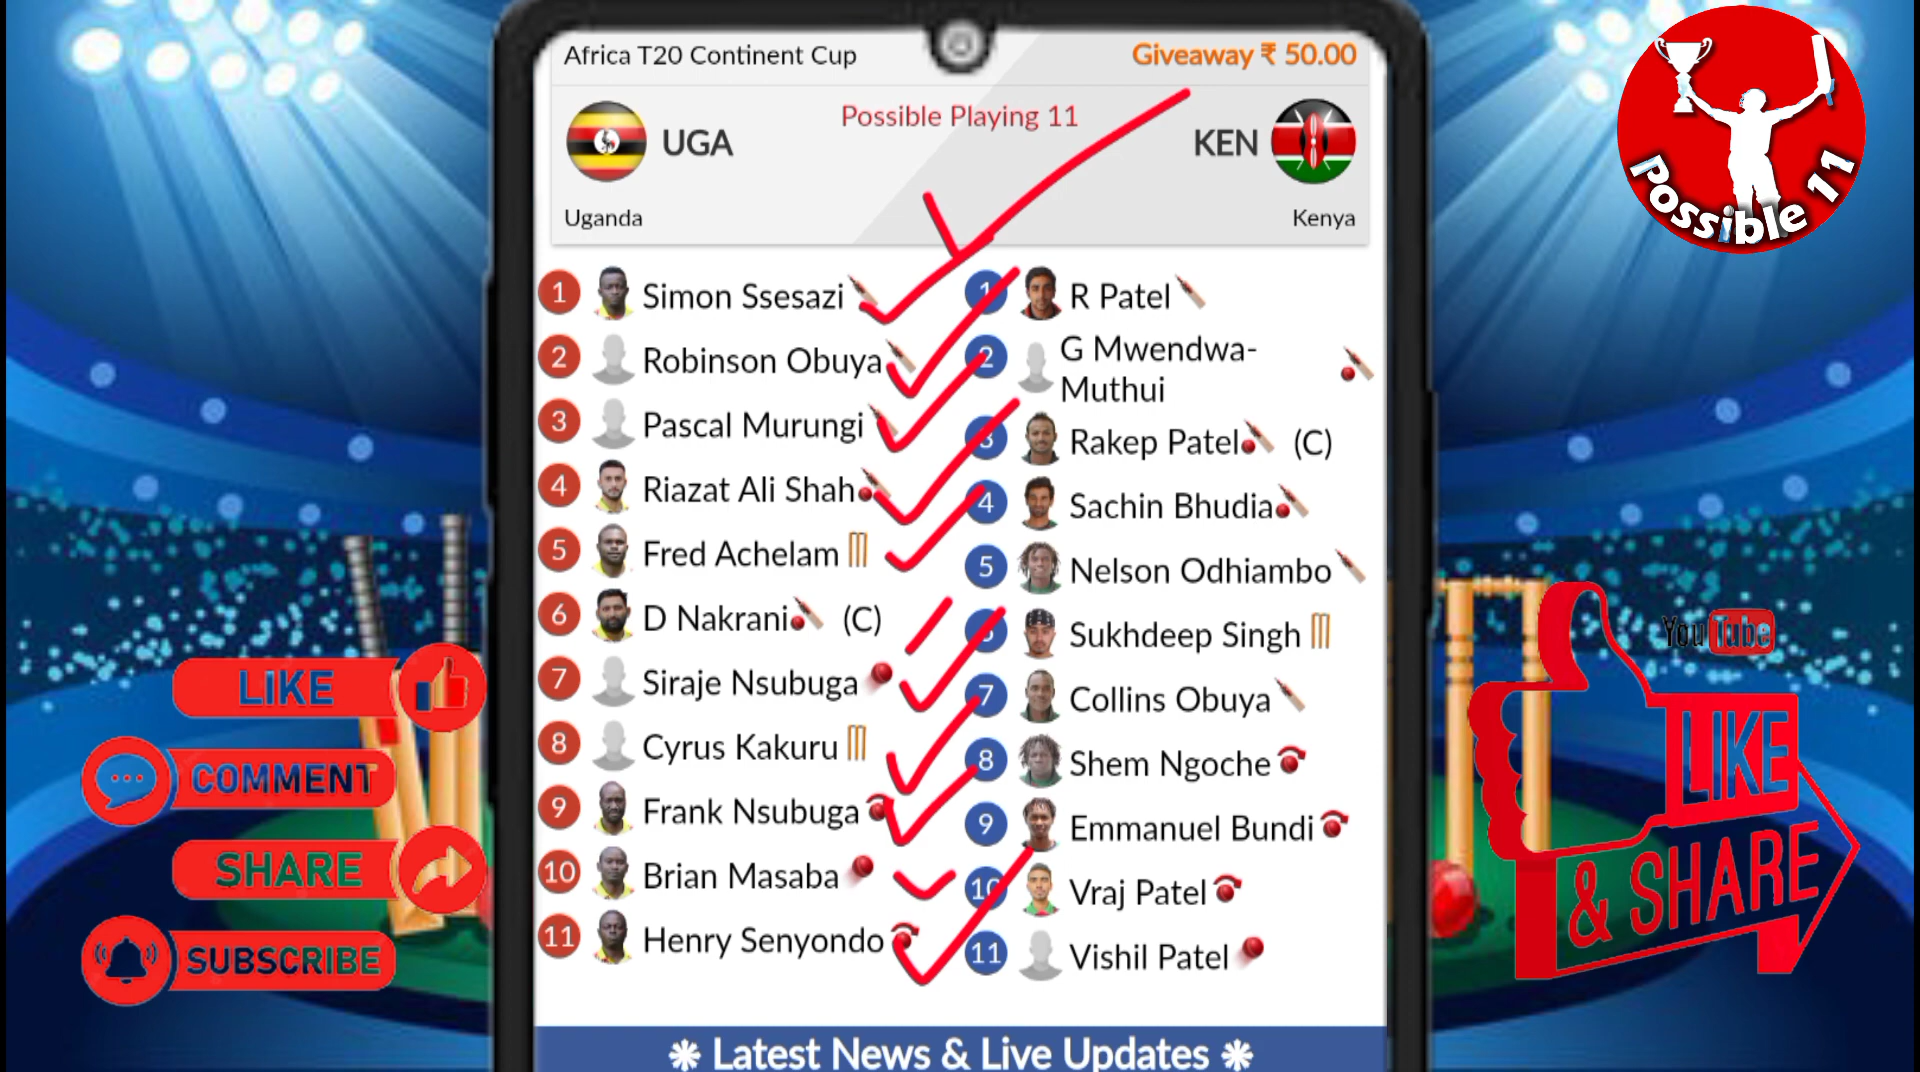 Africa T20 Continent Cup
Giveaway ₹ 50.00
Possible Playing 11
UGA
KEN
Uganda
Kenya
1 Simon Ssesazi
2 Robinson Obuya
3 Pascal Murungi
4 Riazat Ali Shah
5 Fred Achelam
6 D Nakrani (C)
7 Siraje Nsubuga
8 Cyrus Kakuru
9 Frank Nsubuga
10 Brian Masaba
11 Henry Senyondo
1 R Patel
2 G Mwendwa-
Muthui
3 Rakep Patel (C)
4 Sachin Bhudia
5 Nelson Odhiambo
6 Sukhdeep Singh
7 Collins Obuya
8 Shem Ngoche
9 Emmanuel Bundi
10 Vraj Patel
11 Vishil Patel
Latest News & Live Updates
LIKE
COMMENT
SHARE
SUBSCRIBE
Possible 11
YouTube
LIKE
& SHARE